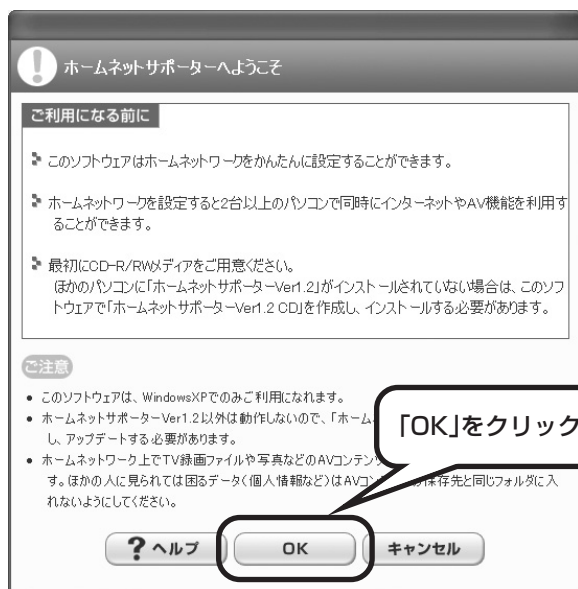 ホームネットサポーターへようこそ
ご利用になる前に
このソフトウェアはホームネットワークをかんたんに設定することができます。
ホームネットワークを設定すると2台以上のパソコンで同時にインターネットやAV機能を利用す
ることができます。
最初にCD-R/RWメディアをご用意ください。
ほかのパソコンに「ホームネットサポーターVer1.2」がインストールされていない場合は、このソフ
トウェアで「ホームネットサポーターVer1.2 CD」を作成し、インストールする必要があります。
ご注意
このソフトウェアは、WindowsXPでのみご利用になれます。
ホームネットサポーターVer1.2以外は動作しないので、「ホーム
し、アップデートする必要があります。
ホームネットワーク上でTV録画ファイルや写真などのAVコンテン
す。ほかの人に見られては困るデータ(個人情報など)はAVコン の保存先と同じフォルダに入
れないようにしてください。
「OK」をクリック
ヘルプ
OK
キャンセル